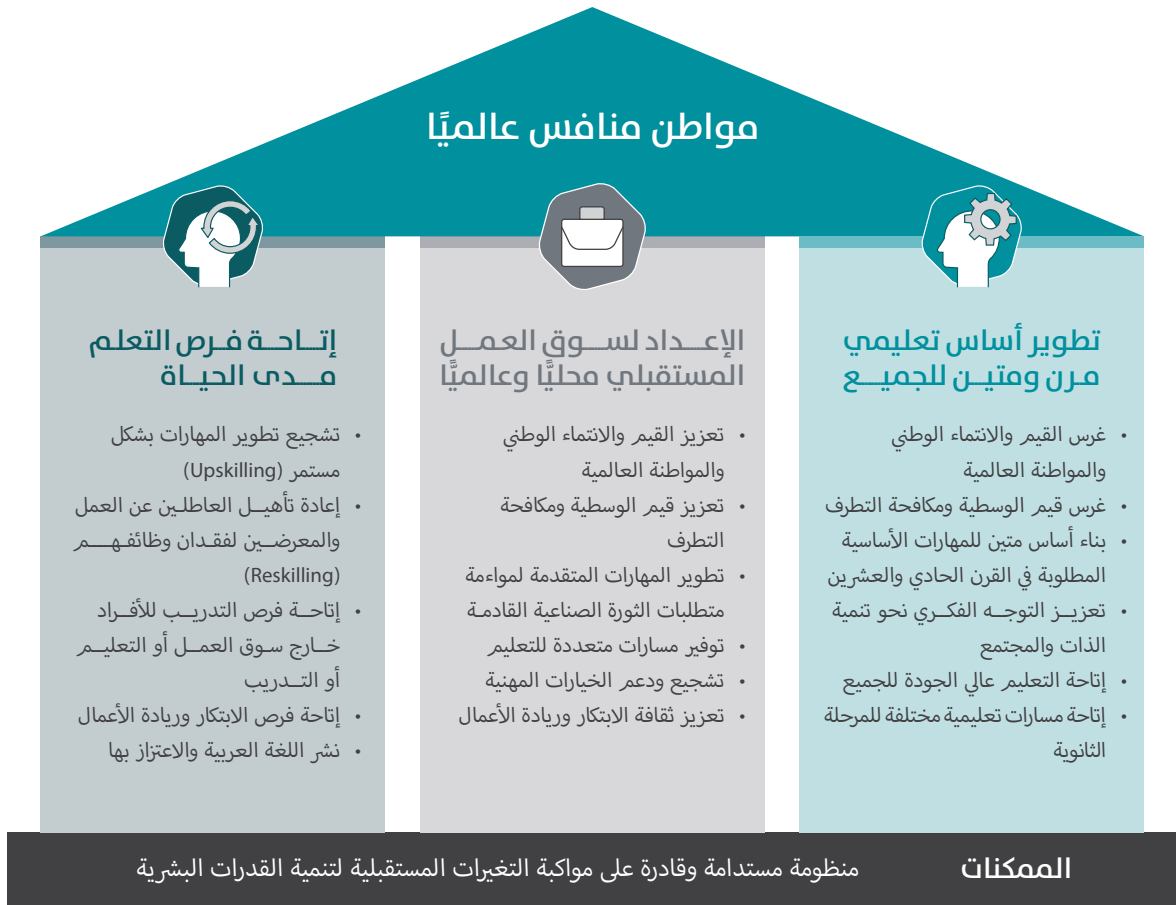 مواطن منافس عالميًا
تطوير أساس تعليمي
مرن ومتين للجميع
• غرس القيم والانتماء الوطني
والمواطنة العالمية
• غرس قيم الوسطية ومكافحة التطرف
• بناء أساس متين للمهارات الأساسية
المطلوبة في القرن الحادي والعشرين
• تعزيز التوجه الفكري نحو تنمية
الذات والمجتمع
• إتاحة التعليم عالي الجودة للجميع
• إتاحة مسارات تعليمية مختلفة للمرحلة
الثانوية
الإعداد لسوق العمل
المستقبلي محليًا وعالميًا
• تعزيز القيم والانتماء الوطني
والمواطنة العالمية
• تعزيز قيم الوسطية ومكافحة
التطرف
• تطوير المهارات المتقدمة لمواءمة
متطلبات الثورة الصناعية القادمة
• توفير مسارات متعددة للتعليم
• تشجيع ودعم الخيارات المهنية
• تعزيز ثقافة الابتكار وريادة الأعمال
إتاحة فرص التعلم
مدى الحياة
• تشجيع تطوير المهارات بشكل
مستمر (Upskilling)
• إعادة تأهيل العاطلين عن العمل
والمعرضين لفقدان وظائفهم
(Reskilling)
• إتاحة فرص التدريب للأفراد
خارج سوق العمل أو التعليم
أو التدريب
• إتاحة فرص الابتكار وريادة الأعمال
• نشر اللغة العربية والاعتزاز بها
الممكنات
منظومة مستدامة وقادرة على مواكبة التغيرات المستقبلية لتنمية القدرات البشرية